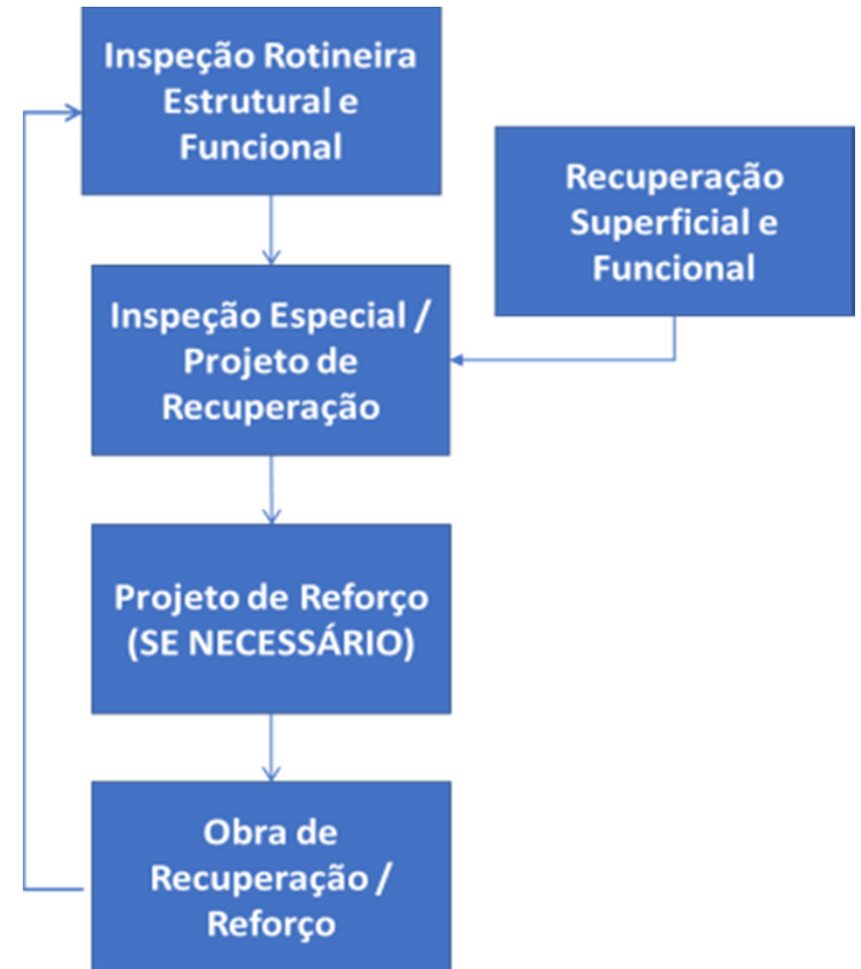 Inspeção Rotineira
Estrutural e
Funcional
Recuperação
Superficial e
Funcional
Inspeção Especial /
Projeto de
Recuperação
Projeto de Reforço
(SE NECESSÁRIO)
Obra de
Recuperação /
Reforço